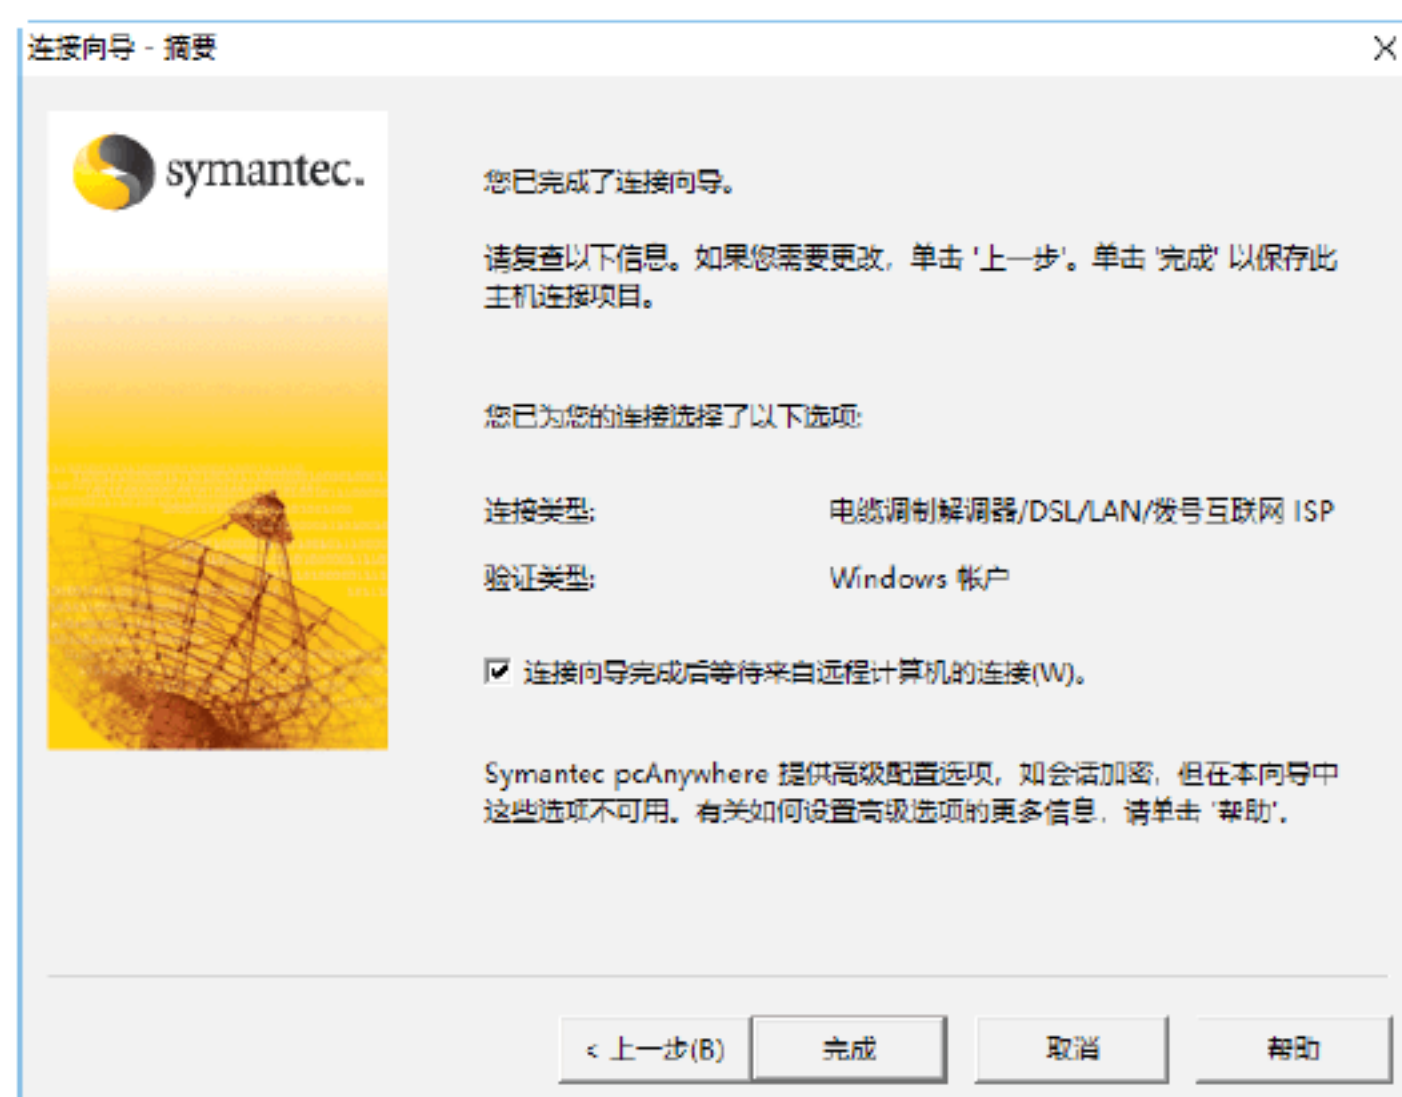 连接向导 - 摘要
symantec.
您已完成了连接向导。
请复查以下信息。如果您需要更改，单击 '上一步'。单击 '完成' 以保存此
主机连接项目。
您已为您的连接选择了以下选项:
连接类型: 电缆调制解调器/DSL/LAN/拨号互联网 ISP
验证类型: Windows 帐户
连接向导完成后等待来自远程计算机的连接(W)。
Symantec pcAnywhere 提供高级配置选项，如会话加密，但在本向导中
这些选项不可用。有关如何设置高级选项的更多信息，请单击 '帮助'。
< 上一步(B) 完成 取消 帮助